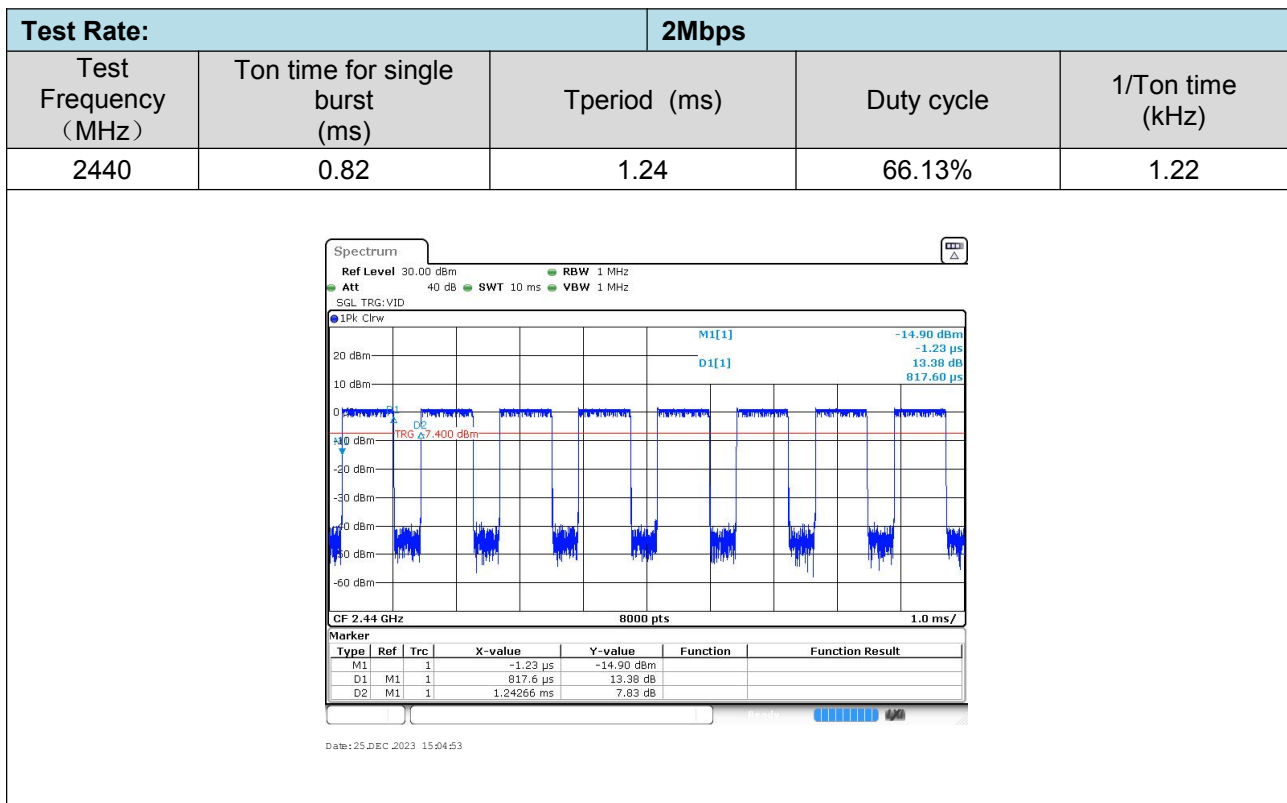 Test Rate: 2Mbps
Test Frequency (MHz) Ton time for single burst (ms) Tperiod (ms) Duty cycle 1/Ton time (kHz)
2440 0.82 1.24 66.13% 1.22
Spectrum
Ref Level 30.00 dBm RBW 1 MHz
Att 40 dB SWT 10 ms VBW 1 MHz
SGL TRG:VID
1Pk Clrw
M1[1] -14.90 dBm
-1.23 µs
20 dBm
D1[1] 13.38 dB
817.60 µs
10 dBm
D1
D2
TRG -7.400 dBm
-20 dBm
-30 dBm
-60 dBm
CF 2.44 GHz 8000 pts 1.0 ms/
Marker
Type Ref Trc X-value Y-value Function Function Result
M1 1 -1.23 µs -14.90 dBm
D1 M1 1 817.6 µs 13.38 dB
D2 M1 1 1.24266 ms 7.83 dB
Ready
Date: 25.DEC.2023 15:04:53